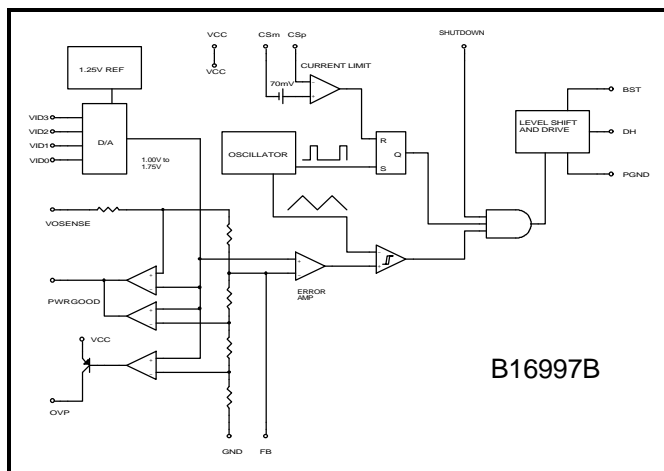 VCC
CSm
CSp
SHUTDOWN
1.25V REF
VCC
CURRENT LIMIT
70mV
BST
VID3
VID2
VID1
VID0
D/A
R
Q
S
LEVEL SHIFT
AND DRIVE
DH
OSCILLATOR
1.00V to
1.75V
PGND
VOSENSE
PWRGOOD
ERROR
AMP
VCC
B16997B
OVP
GND
FB